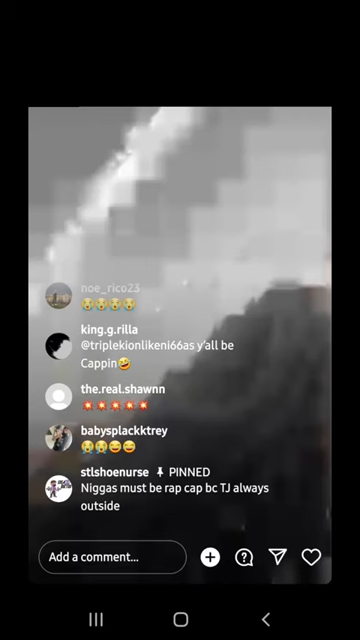 noe_rico23
😭😭😭😭
king.g.rilla
@triplekionlikeni66as y'all be
Cappin🤣
the.real.shawnn
💥💥💥💥💥
babysplackktrey
😭😭😂😂
stlshoenurse 📌 PINNED
Niggas must be rap cap bc TJ always
outside
Add a comment...